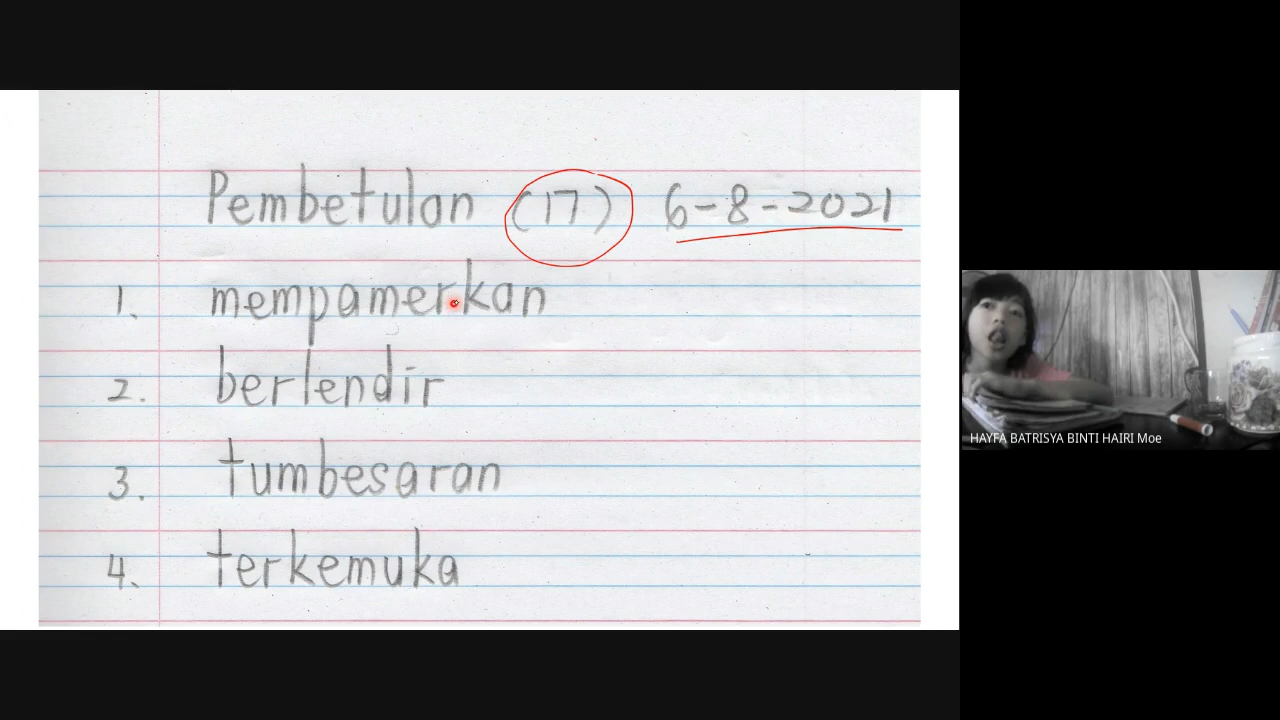 Pembetulan (17) 6-8-2021
1. mempamerkan
2. berlendir
3. tumbesaran
4. terkemuka
HAYFA BATRISYA BINTI HAIRI Moe